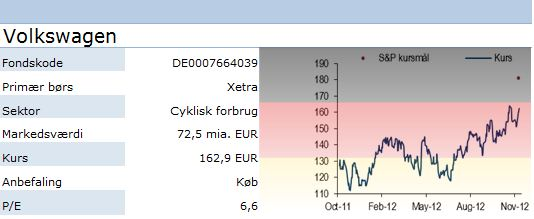 Volkswagen
Fondskode DE0007664039
Primær børs Xetra
Sektor Cyklisk forbrug
Markedsværdi 72,5 mia. EUR
Kurs 162,9 EUR
Anbefaling Køb
P/E 6,6
S&P kursmål Kurs
190
180
170
160
150
140
130
120
110
Oct-11 Feb-12 May-12 Aug-12 Nov-12